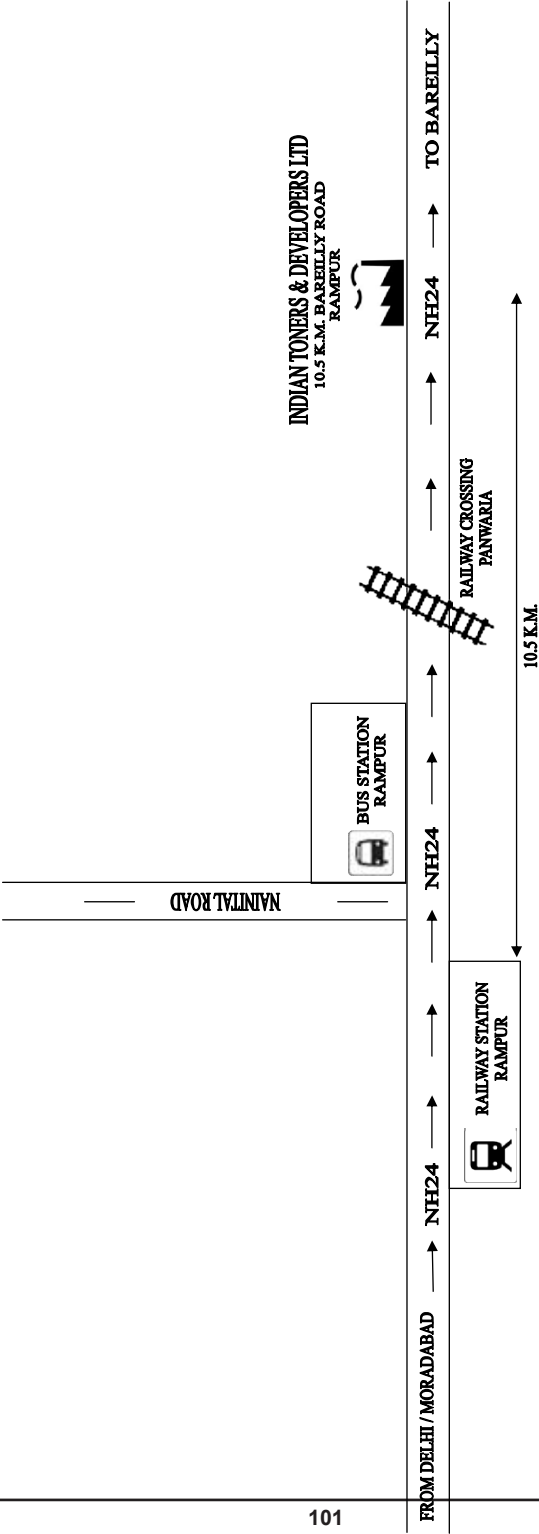 INDIAN TONERS & DEVELOPERS LTD
10.5 K.M. BAREILLY ROAD
RAMPUR
NAINITAL ROAD
BUS STATION
RAMPUR
FROM DELHI / MORADABAD
NH24
NH24
NH24
TO BAREILLY
RAILWAY STATION
RAMPUR
RAILWAY CROSSING
PANWARIA
10.5 K.M.
101